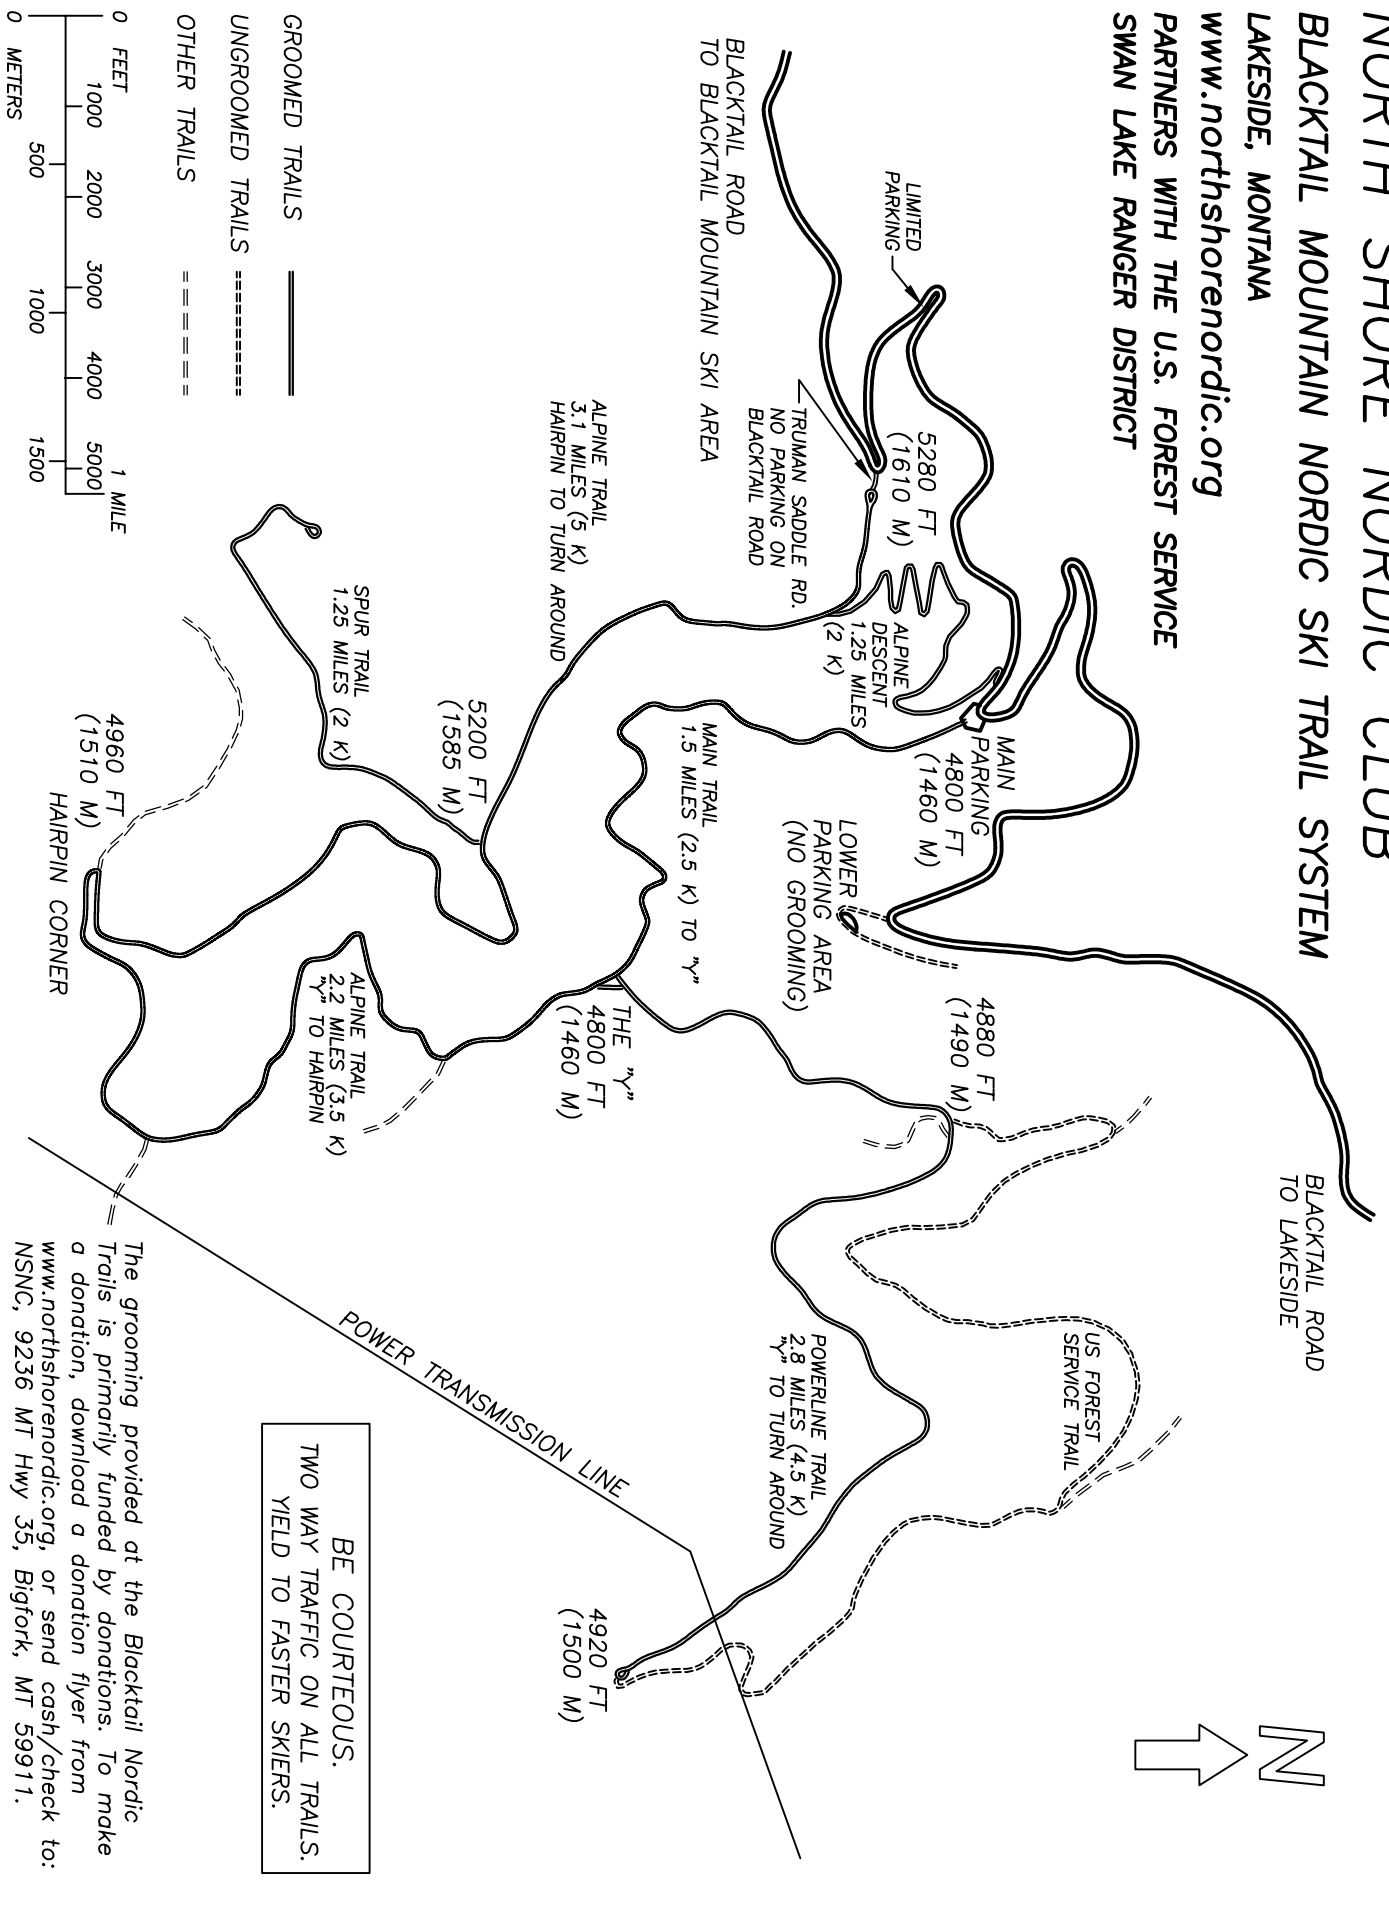 NORTH SHORE NORDIC CLUB
BLACKTAIL MOUNTAIN NORDIC SKI TRAIL SYSTEM
LAKESIDE, MONTANA
www.northshorenordic.org
PARTNERS WITH THE U.S. FOREST SERVICE
SWAN LAKE RANGER DISTRICT
N
BLACKTAIL ROAD
TO LAKESIDE
LIMITED
PARKING
5280 FT
(1610 M)
MAIN
PARKING
4800 FT
(1460 M)
4880 FT
(1490 M)
US FOREST
SERVICE TRAIL
ALPINE
DESCENT
1.25 MILES
(2 K)
LOWER
PARKING AREA
(NO GROOMING)
TRUMAN SADDLE RD.
NO PARKING ON
BLACKTAIL ROAD
BLACKTAIL ROAD
TO BLACKTAIL MOUNTAIN SKI AREA
POWERLINE TRAIL
2.8 MILES (4.5 K)
"Y" TO TURN AROUND
MAIN TRAIL
1.5 MILES (2.5 K) TO "Y"
THE "Y"
4800 FT
(1460 M)
ALPINE TRAIL
3.1 MILES (5 K)
HAIRPIN TO TURN AROUND
4920 FT
(1500 M)
5200 FT
(1585 M)
POWER TRANSMISSION LINE
SPUR TRAIL
1.25 MILES (2 K)
ALPINE TRAIL
2.2 MILES (3.5 K)
"Y" TO HAIRPIN
BE COURTEOUS.
TWO WAY TRAFFIC ON ALL TRAILS.
YIELD TO FASTER SKIERS.
GROOMED TRAILS
UNGROOMED TRAILS
OTHER TRAILS
4960 FT
(1510 M)
HAIRPIN CORNER
1 MILE
0 FEET 1000 2000 3000 4000 5000
0 METERS 500 1000 1500
The grooming provided at the Blacktail Nordic
Trails is primarily funded by donations. To make
a donation, download a donation flyer from
www.northshorenordic.org, or send cash/check to:
NSNC, 9236 MT Hwy 35, Bigfork, MT 59911.